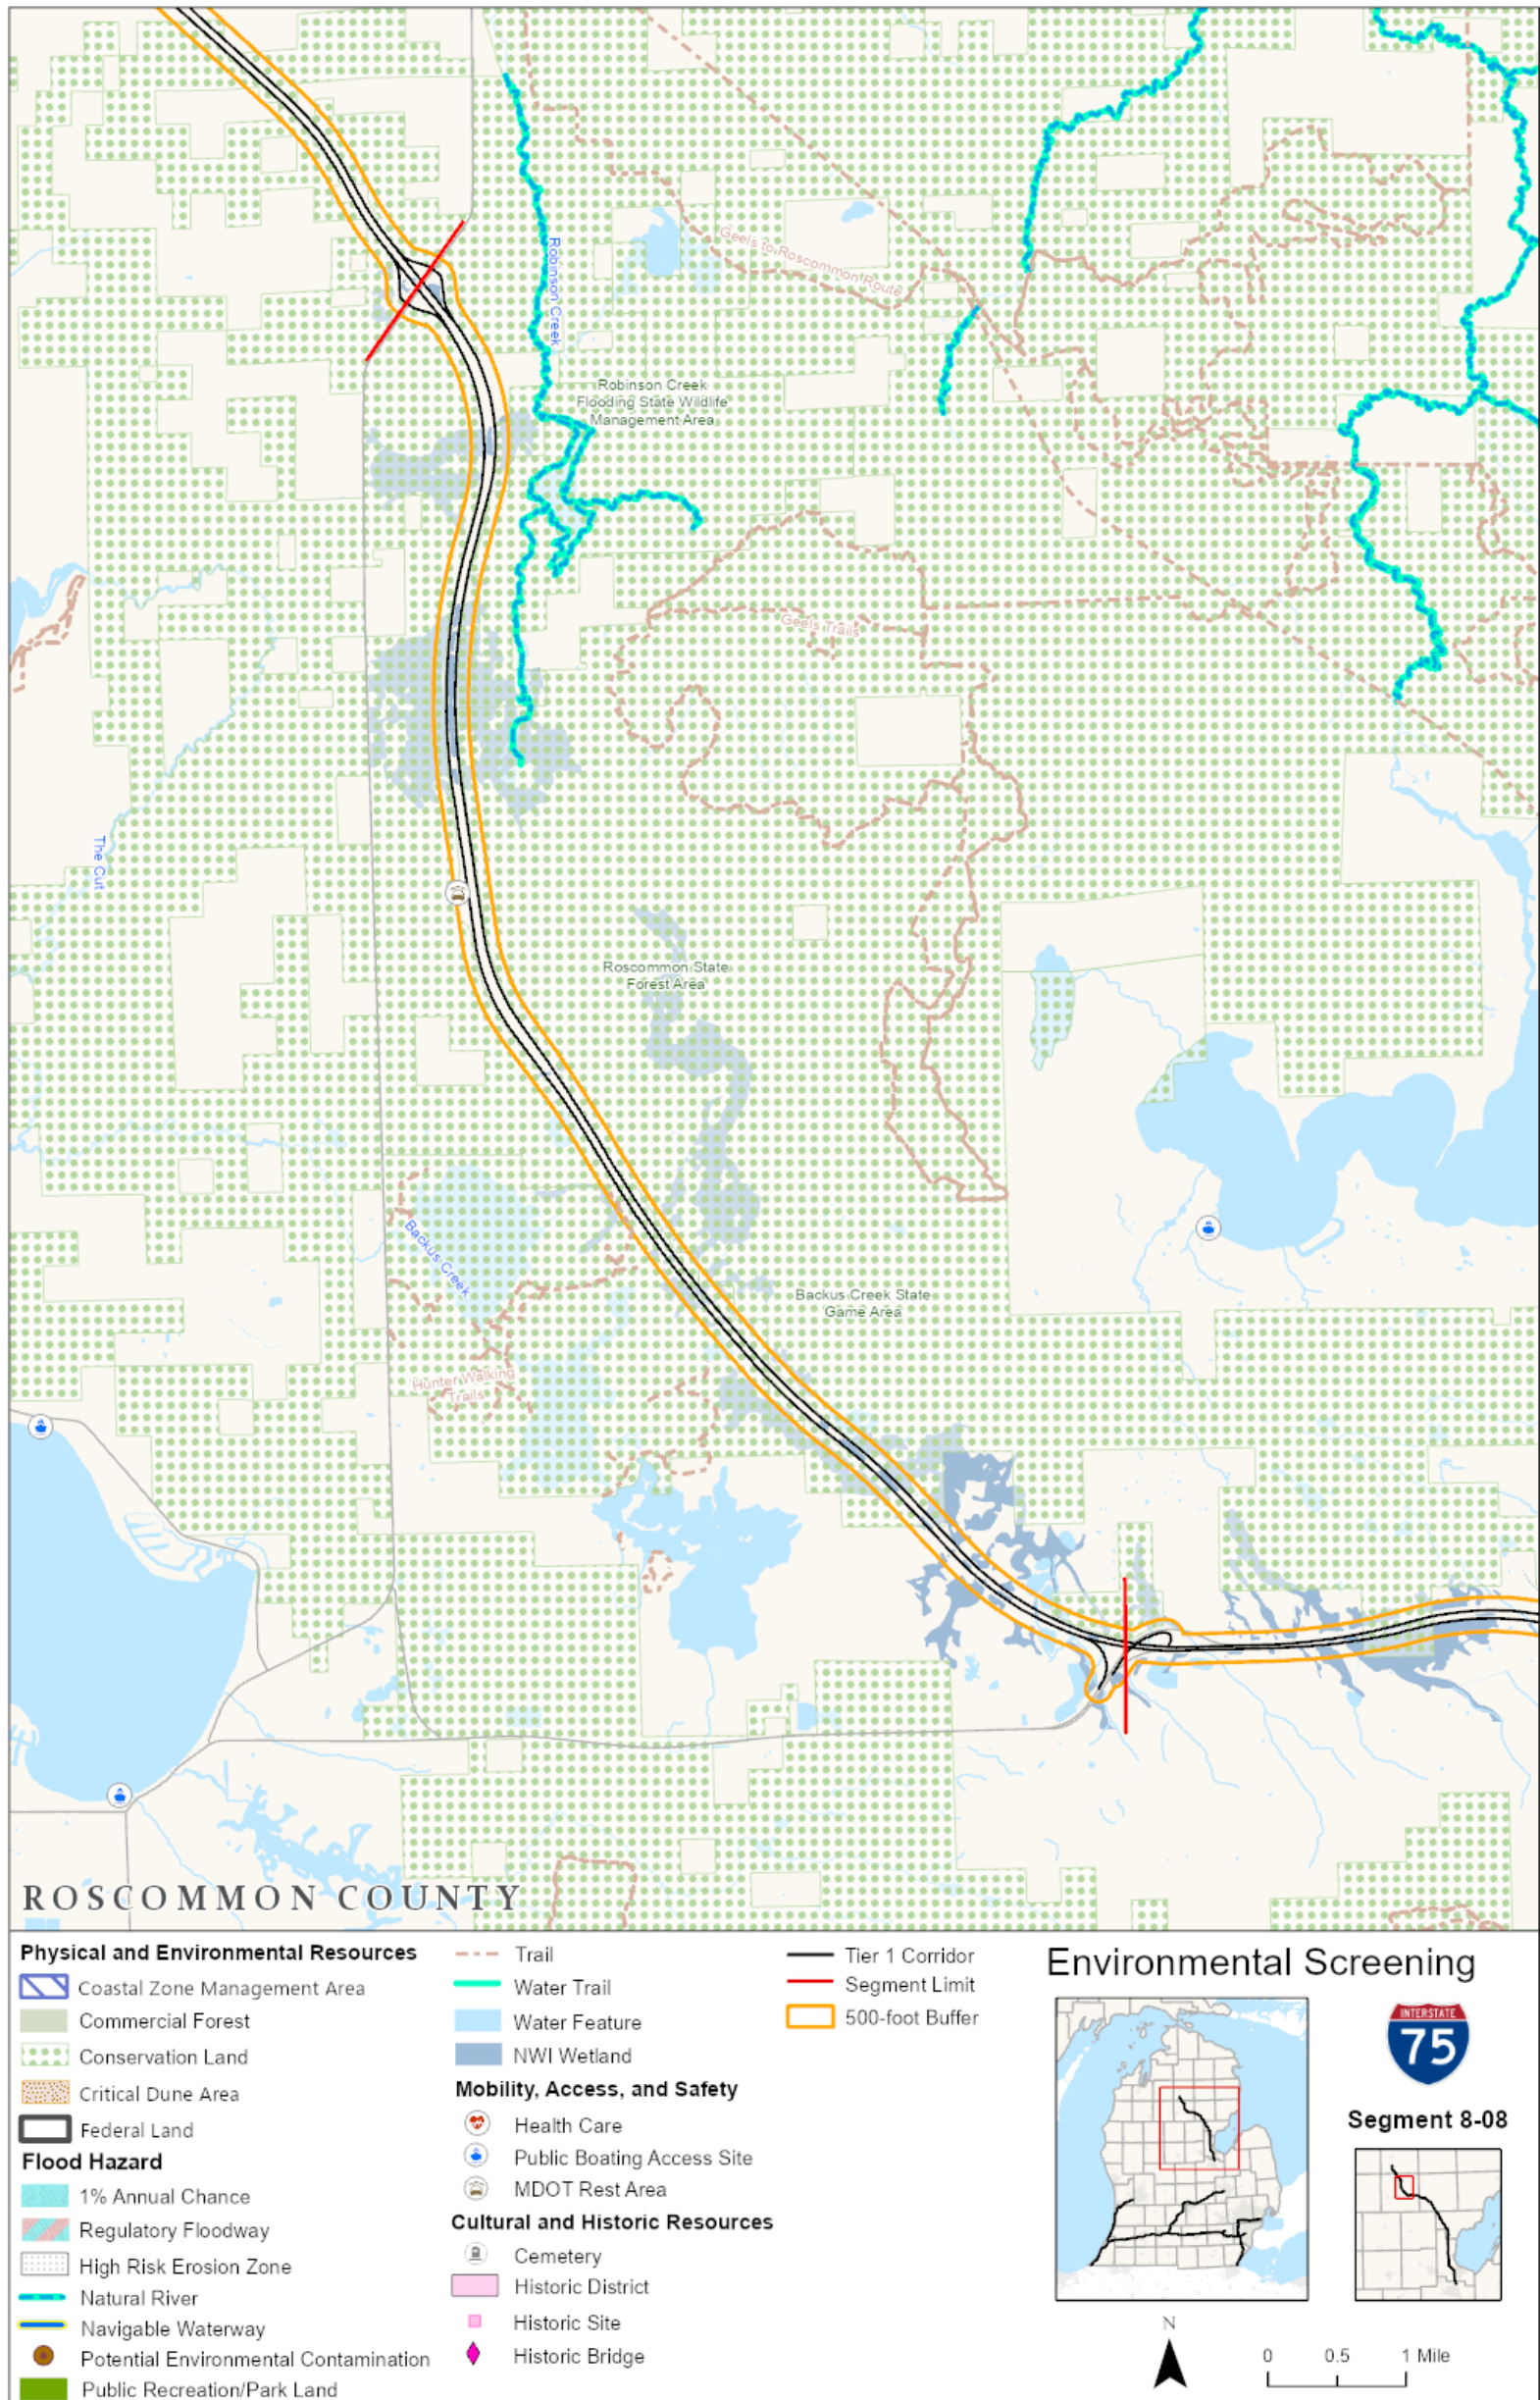 Robinson Creek
Geels to Roscommon Route
Robinson Creek
Flooding State Wildlife
Management Area
Geels Trails
The Cut
Roscommon State
Forest Area
Backus Creek
Backus Creek State
Game Area
Hunter Walking
Trails
ROSCOMMON COUNTY
Physical and Environmental Resources
Coastal Zone Management Area
Commercial Forest
Conservation Land
Critical Dune Area
Federal Land
Flood Hazard
1% Annual Chance
Regulatory Floodway
High Risk Erosion Zone
Natural River
Navigable Waterway
Potential Environmental Contamination
Public Recreation/Park Land
Trail
Water Trail
Water Feature
NWI Wetland
Mobility, Access, and Safety
Health Care
Public Boating Access Site
MDOT Rest Area
Cultural and Historic Resources
Cemetery
Historic District
Historic Site
Historic Bridge
Tier 1 Corridor
Segment Limit
500-foot Buffer
Environmental Screening
INTERSTATE
75
Segment 8-08
N
0 0.5 1 Mile